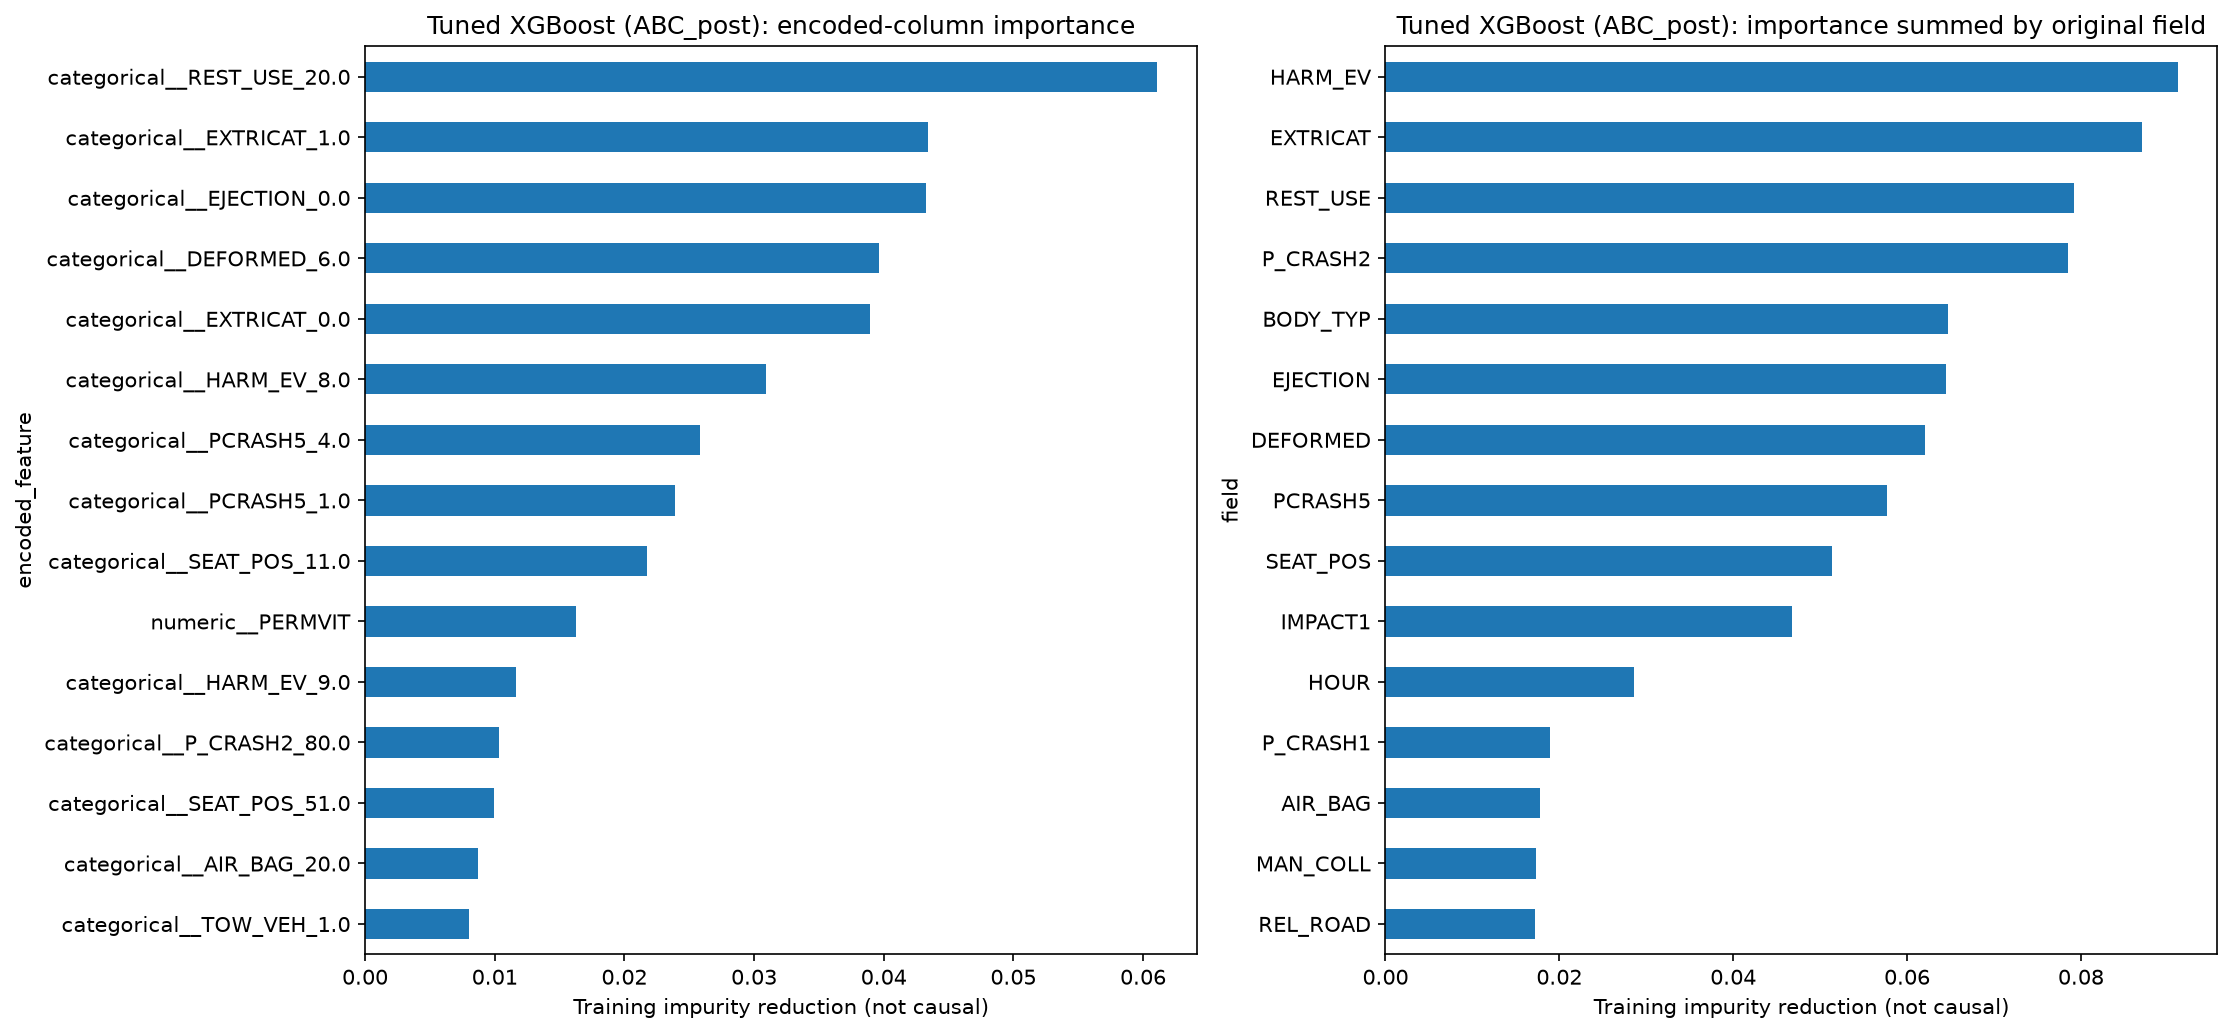 Tuned XGBoost (ABC_post): encoded-column importance
encoded_feature
categorical__REST_USE_20.0
categorical__EXTRICAT_1.0
categorical__EJECTION_0.0
categorical__DEFORMED_6.0
categorical__EXTRICAT_0.0
categorical__HARM_EV_8.0
categorical__PCRASH5_4.0
categorical__PCRASH5_1.0
categorical__SEAT_POS_11.0
numeric__PERMVIT
categorical__HARM_EV_9.0
categorical__P_CRASH2_80.0
categorical__SEAT_POS_51.0
categorical__AIR_BAG_20.0
categorical__TOW_VEH_1.0
0.00 0.01 0.02 0.03 0.04 0.05 0.06
Training impurity reduction (not causal)
Tuned XGBoost (ABC_post): importance summed by original field
field
HARM_EV
EXTRICAT
REST_USE
P_CRASH2
BODY_TYP
EJECTION
DEFORMED
PCRASH5
SEAT_POS
IMPACT1
HOUR
P_CRASH1
AIR_BAG
MAN_COLL
REL_ROAD
0.00 0.02 0.04 0.06 0.08
Training impurity reduction (not causal)